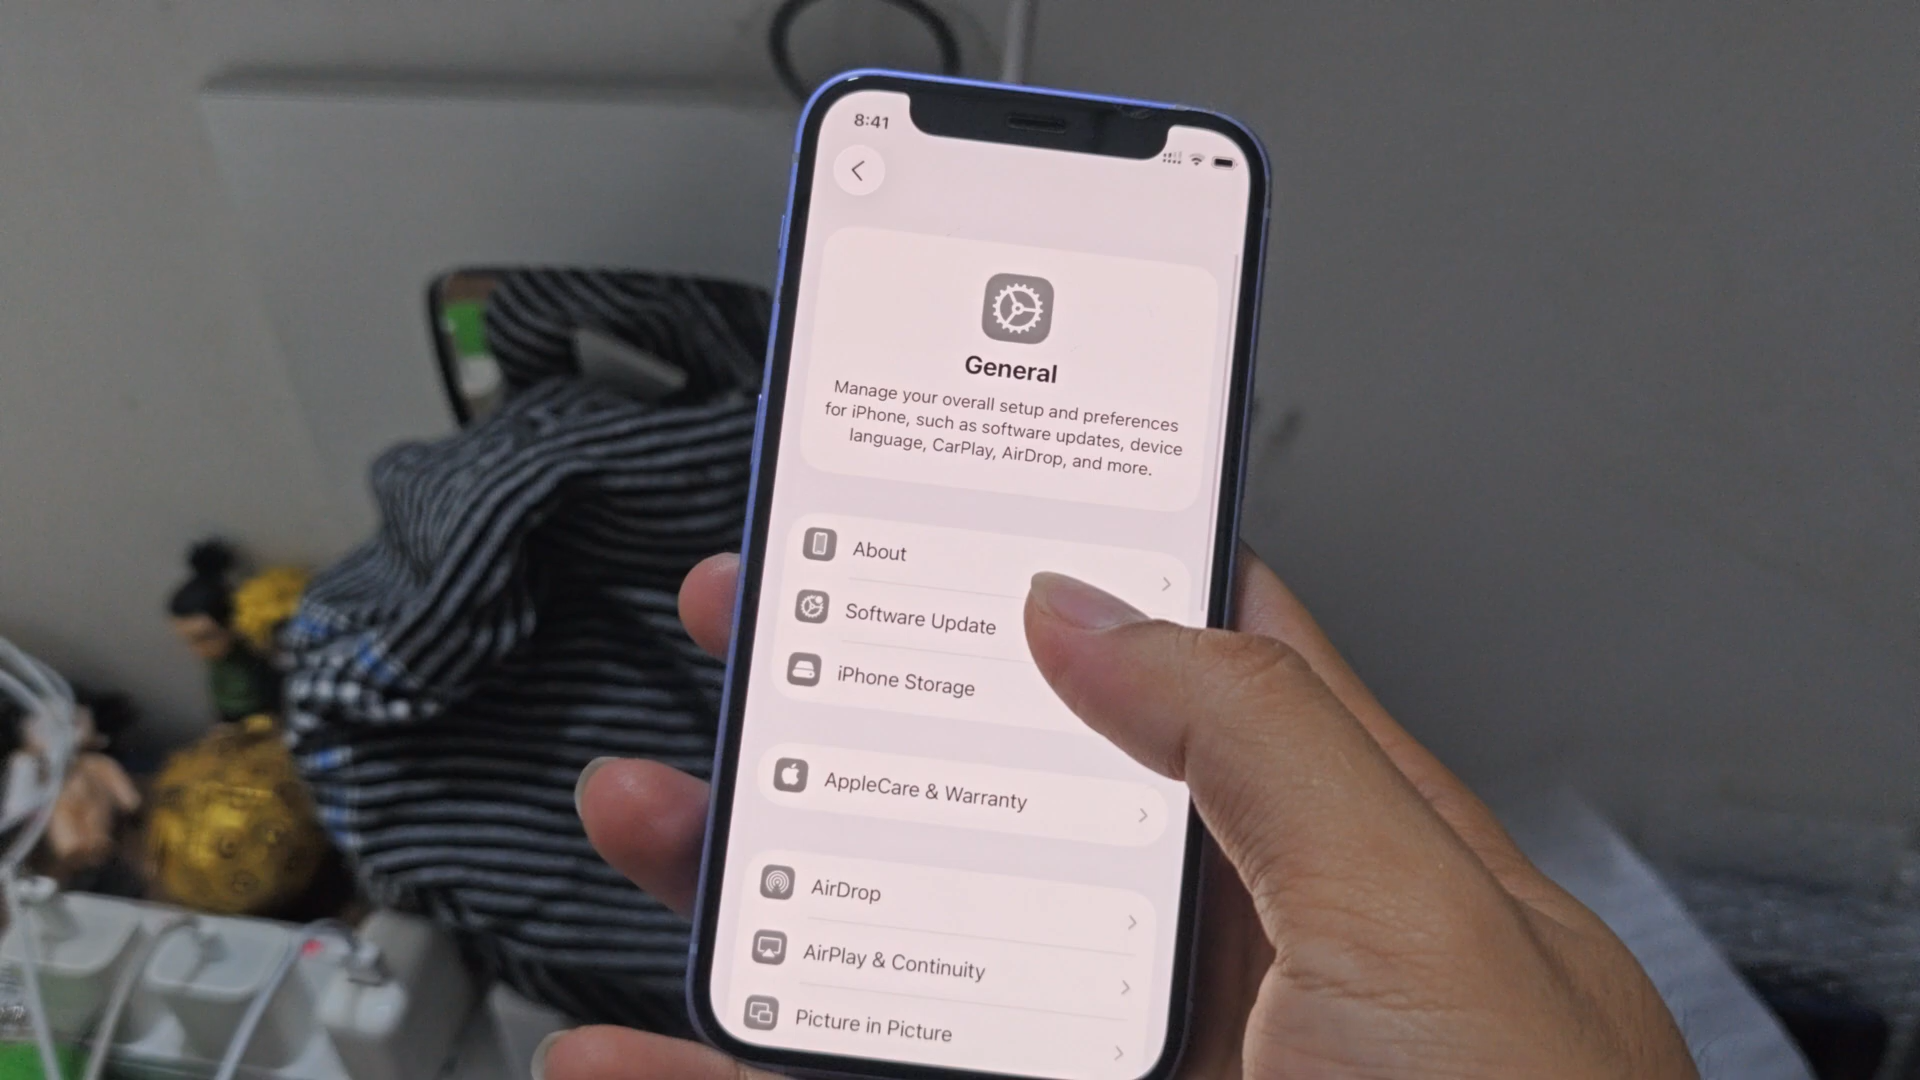 8:41
General
Manage your overall setup and preferences
for iPhone, such as software updates, device
language, CarPlay, AirDrop, and more.
About
Software Update
iPhone Storage
AppleCare & Warranty
AirDrop
AirPlay & Continuity
Picture in Picture